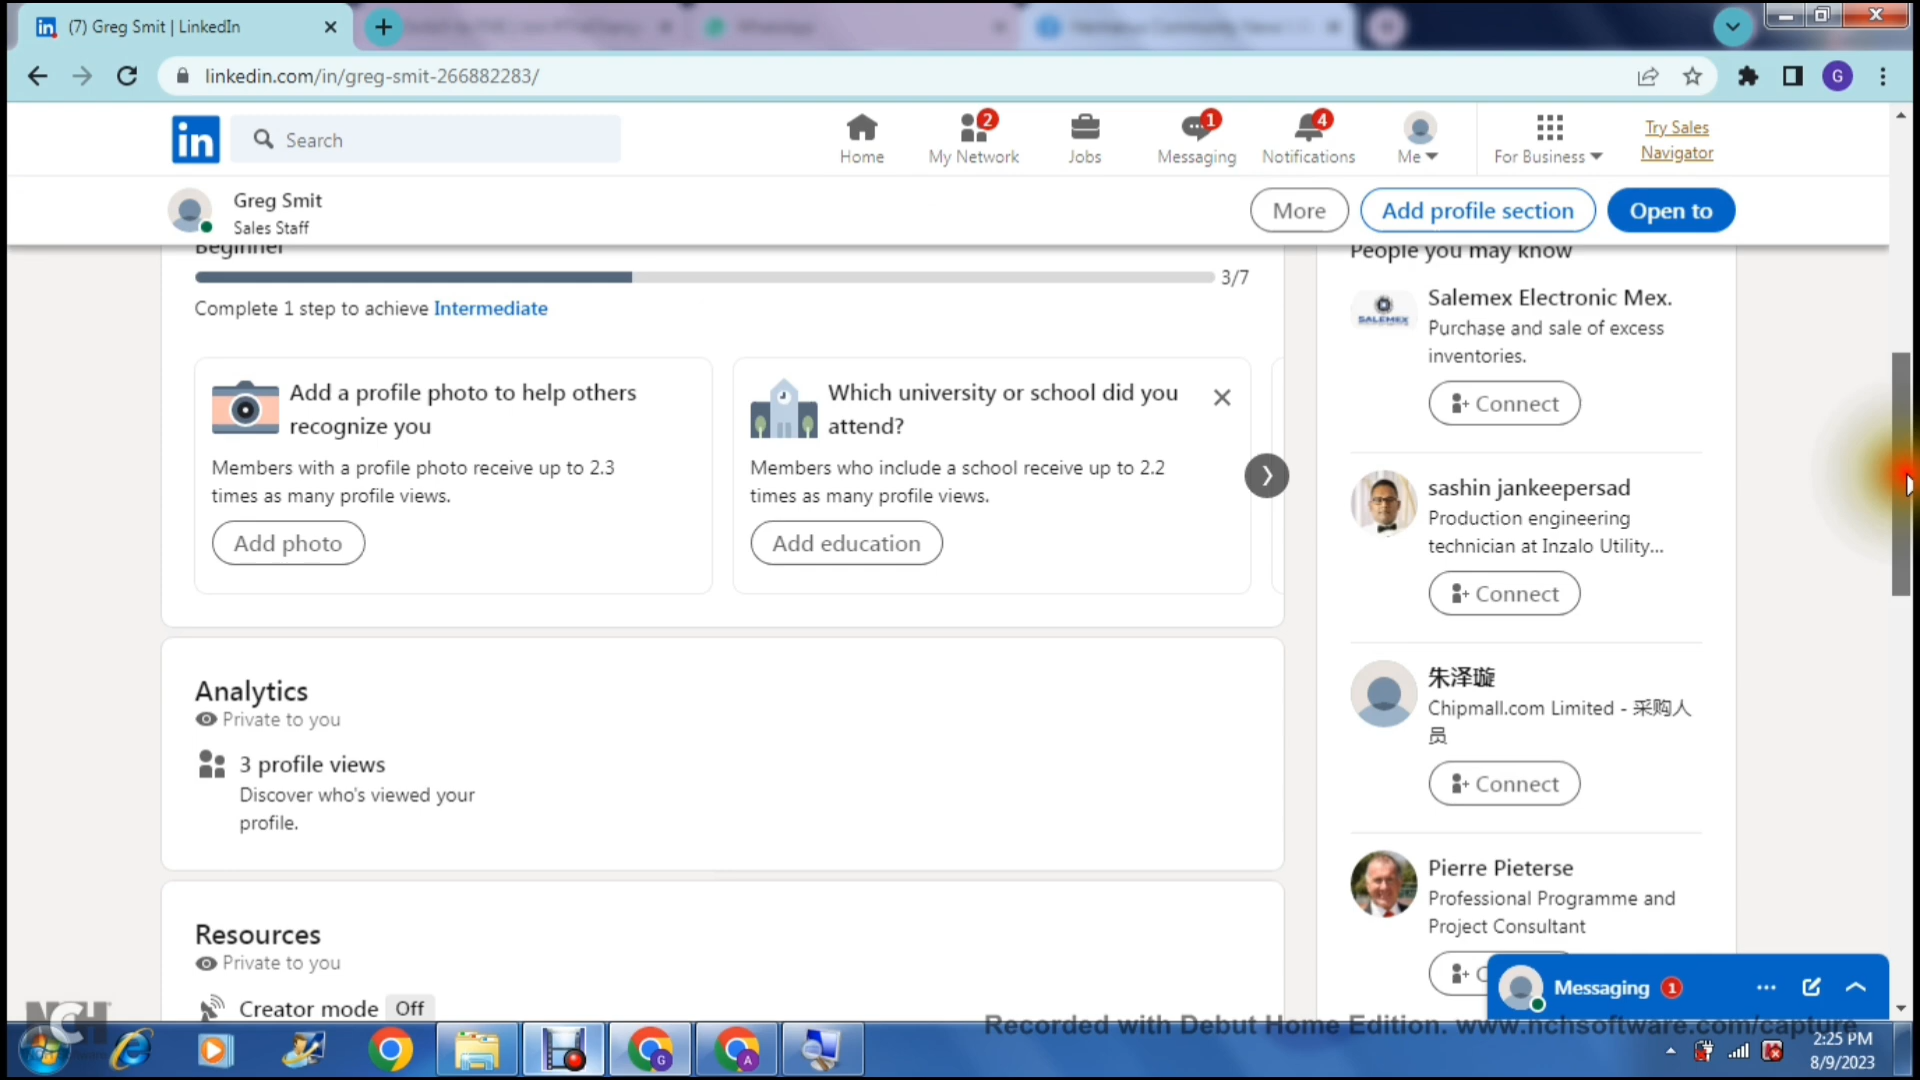 (7) Greg Smit | LinkedIn
linkedin.com/in/greg-smit-266882283/
G
in
Search
Home
2
My Network
Jobs
1
Messaging
4
Notifications
Me
For Business
Try Sales
Navigator
Greg Smit
Sales Staff
More
Add profile section
Open to
Beginner
3/7
Complete 1 step to achieve Intermediate
Add a profile photo to help others
recognize you
Members with a profile photo receive up to 2.3
times as many profile views.
Add photo
Which university or school did you
attend?
Members who include a school receive up to 2.2
times as many profile views.
Add education
Analytics
Private to you
3 profile views
Discover who's viewed your
profile.
Resources
Private to you
Creator mode Off
People you may know
SALEMEX
Salemex Electronic Mex.
Purchase and sale of excess
inventories.
Connect
sashin jankeepersad
Production engineering
technician at Inzalo Utility...
Connect
朱泽璇
Chipmall.com Limited - 采购人
员
Connect
Pierre Pieterse
Professional Programme and
Project Consultant
C
Messaging 1
NCH
Recorded with Debut Home Edition. www.nchsoftware.com/capture
G
A
2:25 PM
8/9/2023